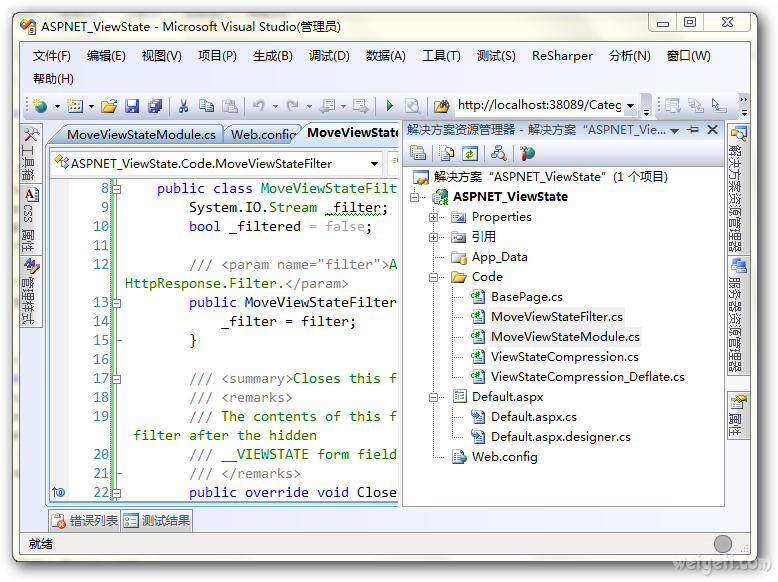 ASPNET_ViewState - Microsoft Visual Studio(管理员)
文件(F) 编辑(E) 视图(V) 项目(P) 生成(B) 调试(D) 数据(A) 工具(T) 测试(S) ReSharper 分析(N) 窗口(W)
帮助(H)
http://localhost:38089/Categ
MoveViewStateModule.cs Web.config MoveViewState
ASPNET_ViewState.Code.MoveViewStateFilter
8 public class MoveViewStateFilt
9 System.IO.Stream _filter;
10 bool _filtered = false;
11
12 /// <param name="filter">A
HttpResponse.Filter.</param>
13 public MoveViewStateFilter
14 _filter = filter;
15 }
16
17 /// <summary>Closes this f
18 /// <remarks>
19 /// The contents of this f
filter after the hidden
20 /// __VIEWSTATE form field
21 /// </remarks>
22 public override void Close
工具箱
CSS 属性
管理样式
解决方案资源管理器 - 解决方案“ASPNET_Vie...
解决方案“ASPNET_ViewState”(1 个项目)
ASPNET_ViewState
Properties
引用
App_Data
Code
BasePage.cs
MoveViewStateFilter.cs
MoveViewStateModule.cs
ViewStateCompression.cs
ViewStateCompression_Deflate.cs
Default.aspx
Default.aspx.cs
Default.aspx.designer.cs
Web.config
解决方案资源管理器
服务器资源管理器
属性
错误列表 测试结果
就绪
weigeti.com